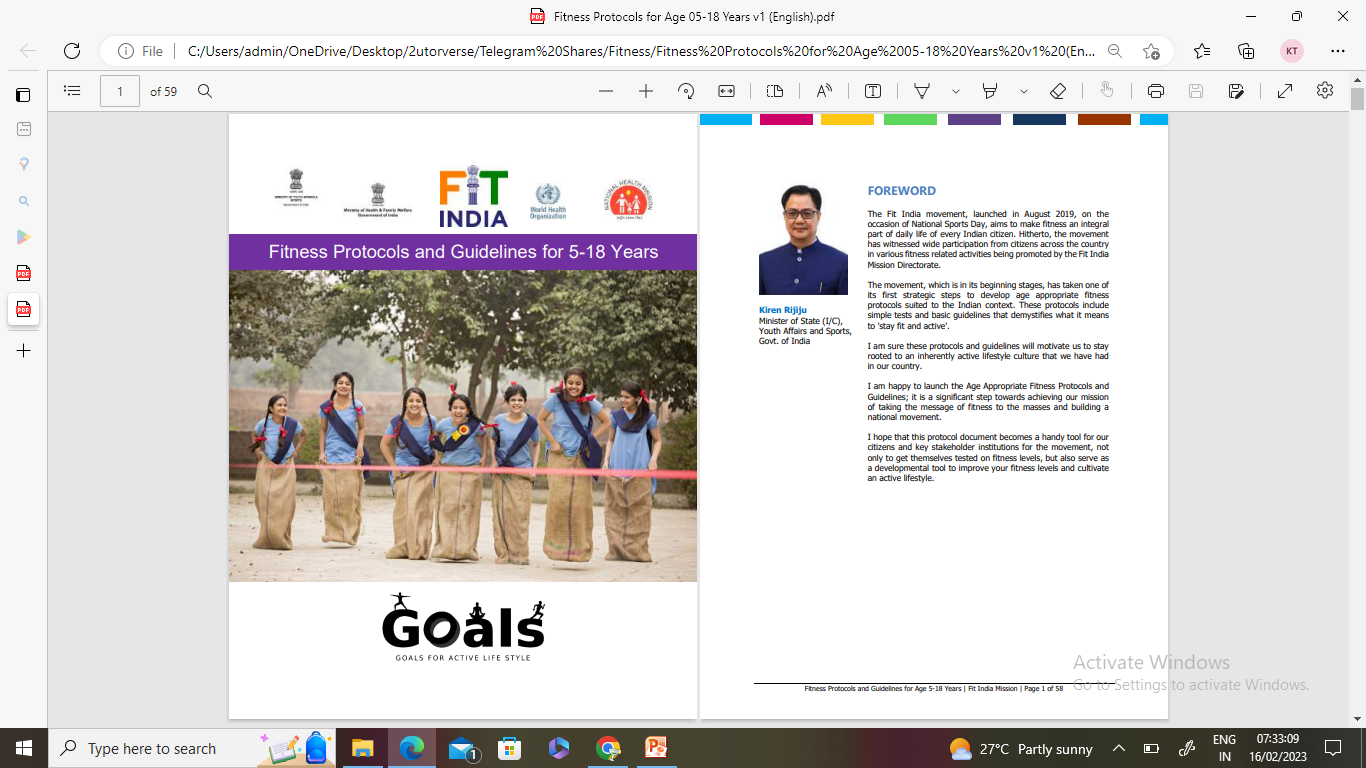 Fitness Protocols for Age 05-18 Years v1 (English).pdf
File
C:/Users/admin/OneDrive/Desktop/2utorverse/Telegram%20Shares/Fitness/Fitness%20Protocols%20for%20Age%2005-18%20Years%20v1%20(En...
KT
1 of 59
MINISTRY OF YOUTH AFFAIRS &
SPORTS
Ministry of Health & Family Welfare
Government of India
FIT
INDIA
World Health
Organization
NATIONAL HEALTH MISSION
Fitness Protocols and Guidelines for 5-18 Years
Goals
GOALS FOR ACTIVE LIFE STYLE
Kiren Rijiju
Minister of State (I/C),
Youth Affairs and Sports,
Govt. of India
FOREWORD
The Fit India movement, launched in August 2019, on the
occasion of National Sports Day, aims to make fitness an integral
part of daily life of every Indian citizen. Hitherto, the movement
has witnessed wide participation from citizens across the country
in various fitness related activities being promoted by the Fit India
Mission Directorate.
The movement, which is in its beginning stages, has taken one of
its first strategic steps to develop age appropriate fitness
protocols suited to the Indian context. These protocols include
simple tests and basic guidelines that demystifies what it means
to 'stay fit and active'.
I am sure these protocols and guidelines will motivate us to stay
rooted to an inherently active lifestyle culture that we have had
in our country.
I am happy to launch the Age Appropriate Fitness Protocols and
Guidelines; it is a significant step towards achieving our mission
of taking the message of fitness to the masses and building a
national movement.
I hope that this protocol document becomes a handy tool for our
citizens and key stakeholder institutions for the movement, not
only to get themselves tested on fitness levels, but also serve as
a developmental tool to improve your fitness levels and cultivate
an active lifestyle.
Fitness Protocols and Guidelines for Age 5-18 Years | Fit India Mission | Page 1 of 58
Activate Windows
Go to Settings to activate Windows.
Type here to search
1
27°C Partly sunny
ENG
IN
07:33:09
16/02/2023